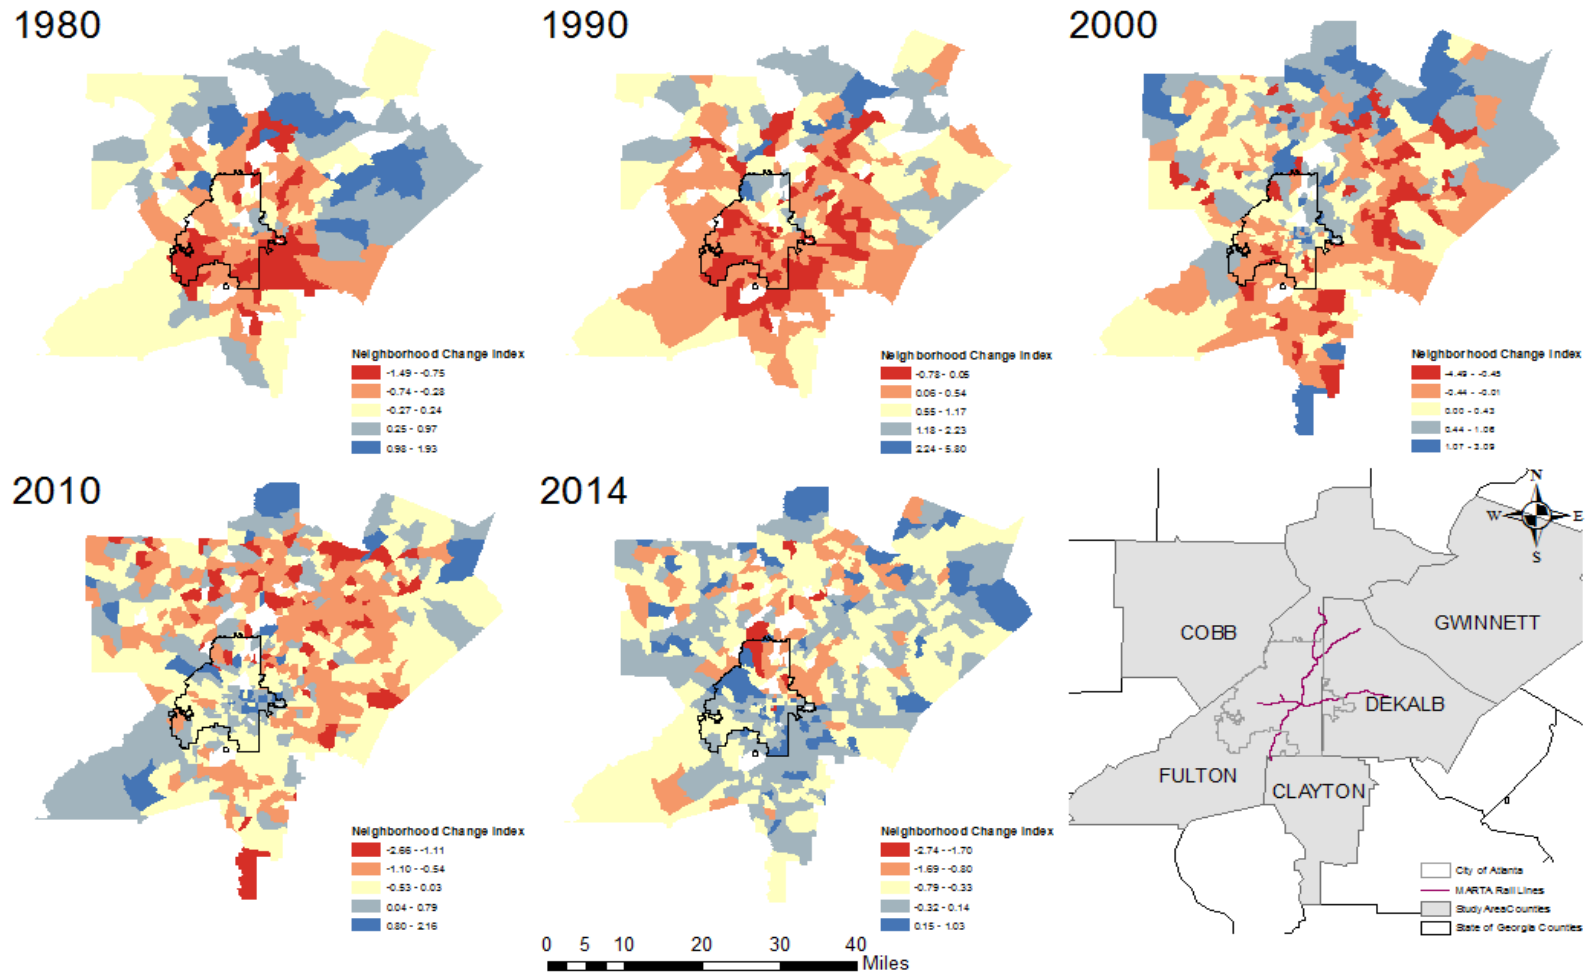 1980
1990
2000
Neighborhood Change Index
-1.49 - -0.75
-0.74 - -0.28
-0.27 - 0.24
0.25 - 0.97
0.98 - 1.93
Neighborhood Change Index
-0.78 - 0.05
0.06 - 0.54
0.55 - 1.17
1.18 - 2.23
2.24 - 5.80
Neighborhood Change Index
-4.49 - -0.45
-0.44 - -0.01
0.00 - 0.43
0.44 - 1.06
1.07 - 3.09
2010
2014
N
W E
S
COBB
GWINNETT
DEKALB
FULTON
CLAYTON
Neighborhood Change Index
-2.66 - -1.11
-1.10 - -0.54
-0.53 - 0.03
0.04 - 0.79
0.80 - 2.16
Neighborhood Change Index
-2.74 - -1.70
-1.69 - -0.80
-0.79 - -0.33
-0.32 - 0.14
0.15 - 1.03
City of Atlanta
MARTA Rail Lines
Study Area Counties
State of Georgia Counties
0 5 10 20 30 40
Miles